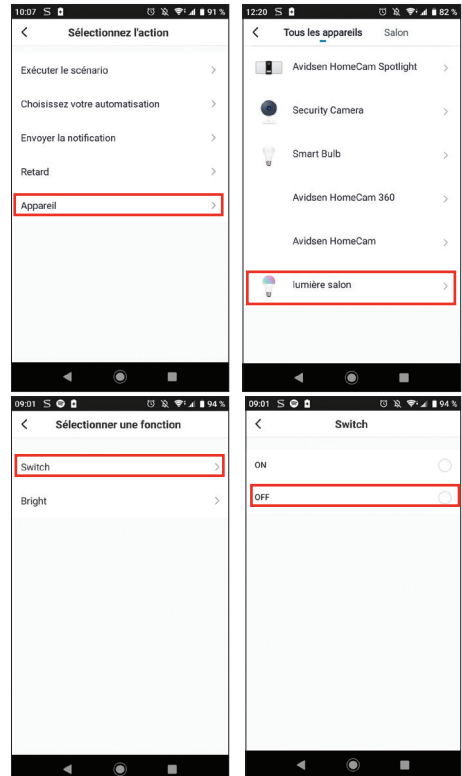 10:07 S 91 %
Sélectionnez l'action
Exécuter le scénario
Choisissez votre automatisation
Envoyer la notification
Retard
Appareil
12:20 S 82 %
Tous les appareils Salon
Avidsen HomeCam Spotlight
Security Camera
Smart Bulb
Avidsen HomeCam 360
Avidsen HomeCam
lumière salon
09:01 S 94 %
Sélectionner une fonction
Switch
Bright
09:01 S 94 %
Switch
ON
OFF